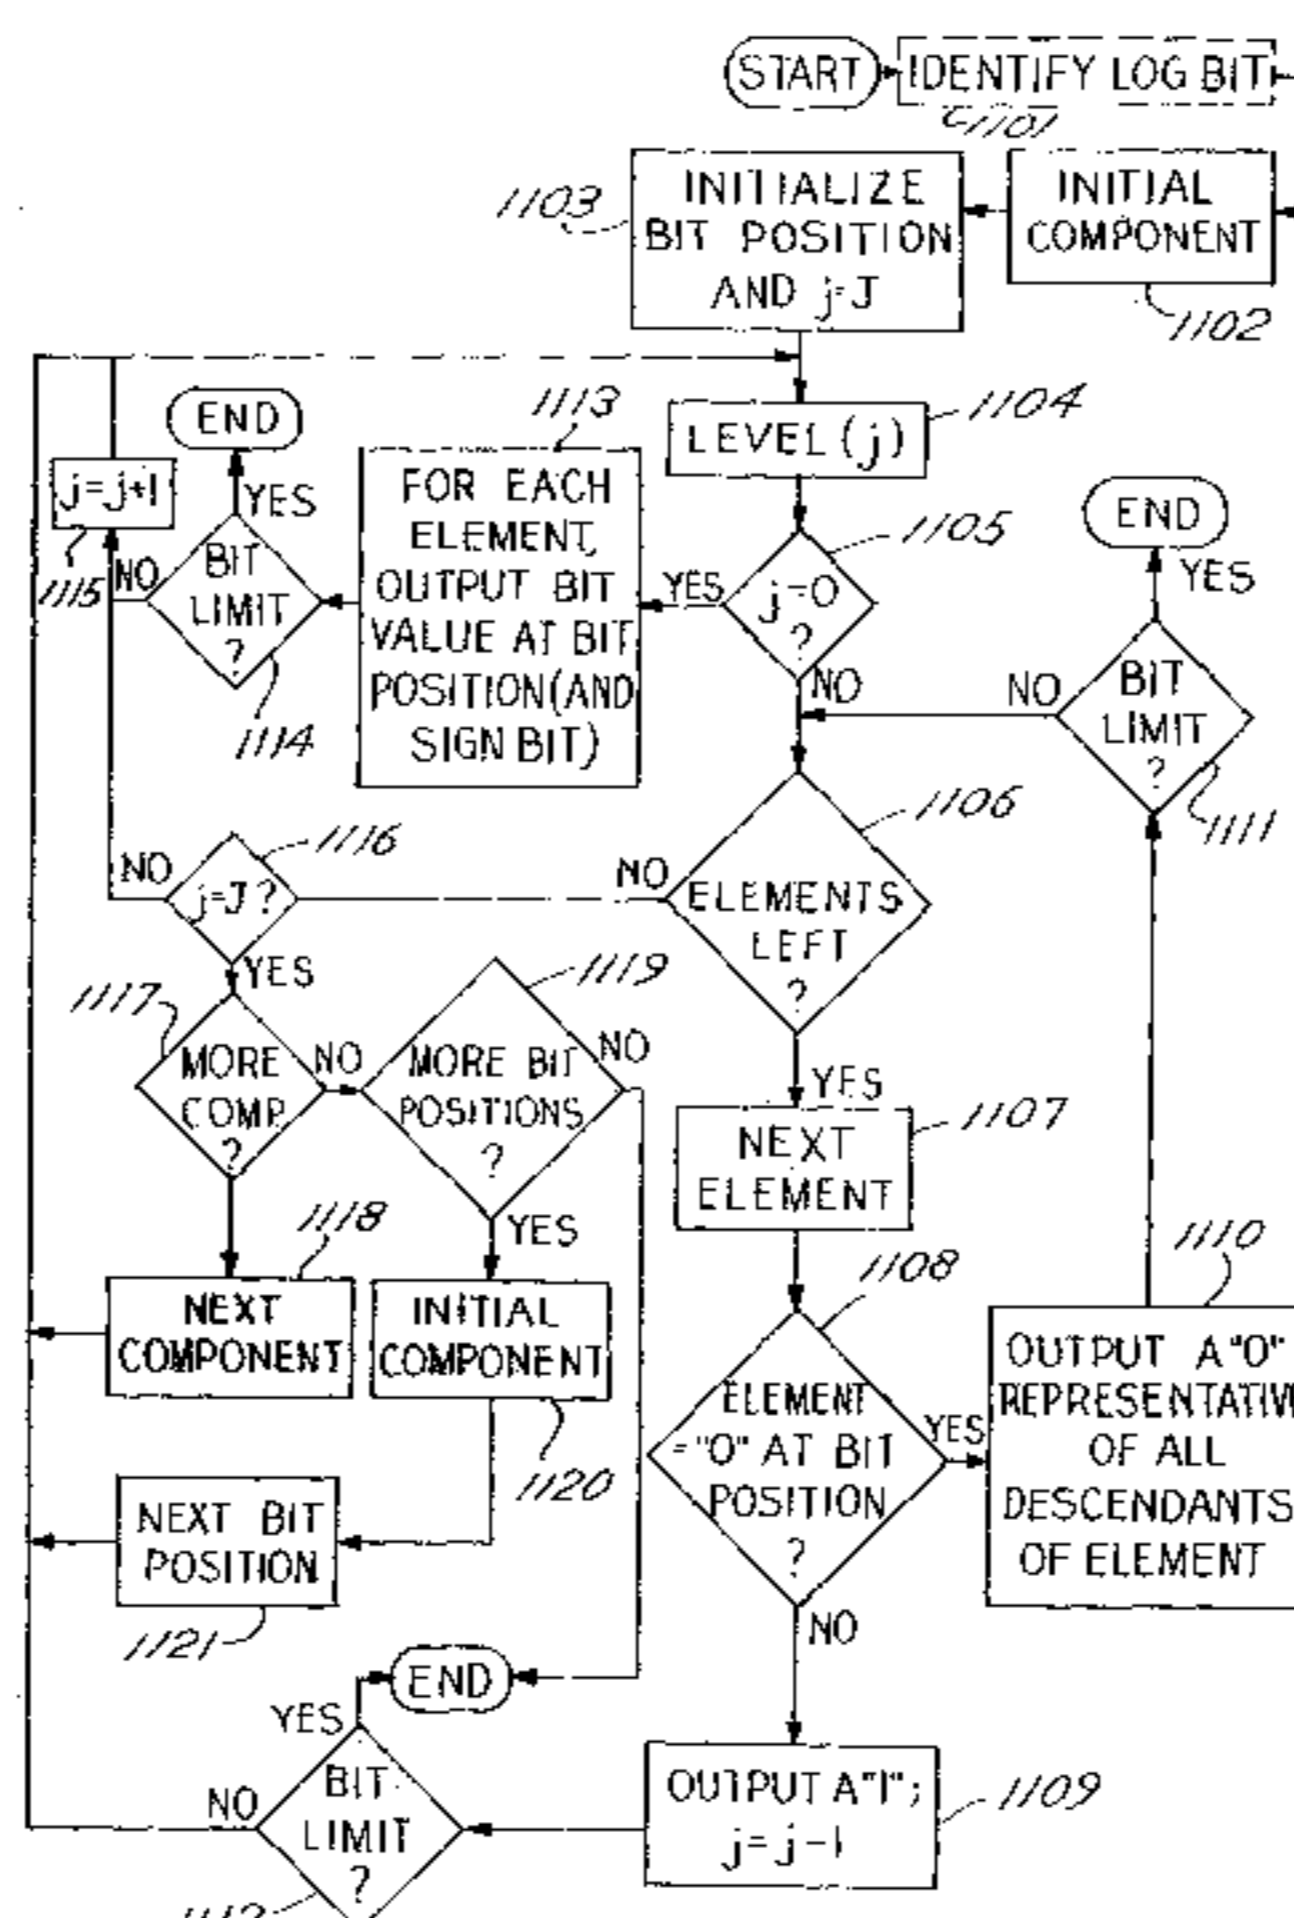 START
IDENTIFY LOG BIT
1101
INITIAL
COMPONENT
1102
INITIALIZE
BIT POSITION
AND j=J
1103
LEVEL (j)
1104
j=0
?
1105
YES
NO
FOR EACH
ELEMENT,
OUTPUT BIT
VALUE AT BIT
POSITION(AND
SIGN BIT)
1113
BIT
LIMIT
?
1114
YES
END
NO
j=j+1
1115
END
YES
BIT
LIMIT
?
1111
NO
ELEMENTS
LEFT
?
1106
NO
YES
j=J?
1116
NO
YES
MORE
COMP.
?
1117
NO
MORE BIT
POSITIONS
?
1119
NO
YES
NEXT
ELEMENT
1107
NEXT
COMPONENT
1118
INITIAL
COMPONENT
1120
ELEMENT
="0" AT BIT
POSITION
?
1108
YES
NO
OUTPUT A "0"
OF ALL
DESCENDANTS
OF ELEMENT
1110
NEXT BIT
POSITION
1121
END
YES
BIT
LIMIT
?
NO
OUTPUT A "1";
j=j-1
1109